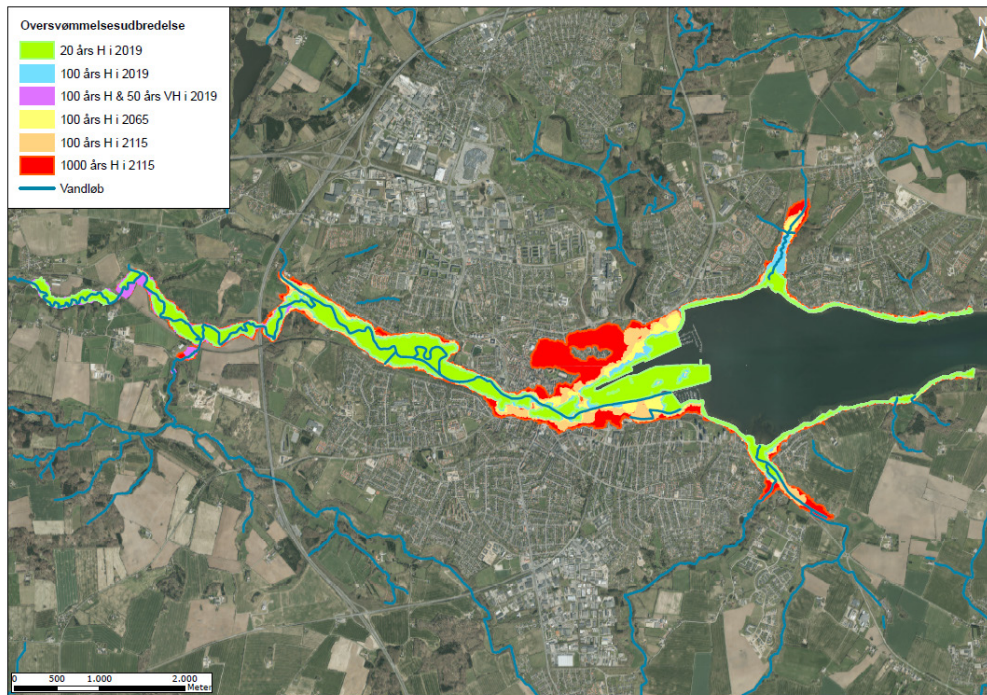 Oversvømmelsesudbredelse
20 års H i 2019
100 års H i 2019
100 års H & 50 års VH i 2019
100 års H i 2065
100 års H i 2115
1000 års H i 2115
Vandløb
N
0 500 1.000 2.000
Meter